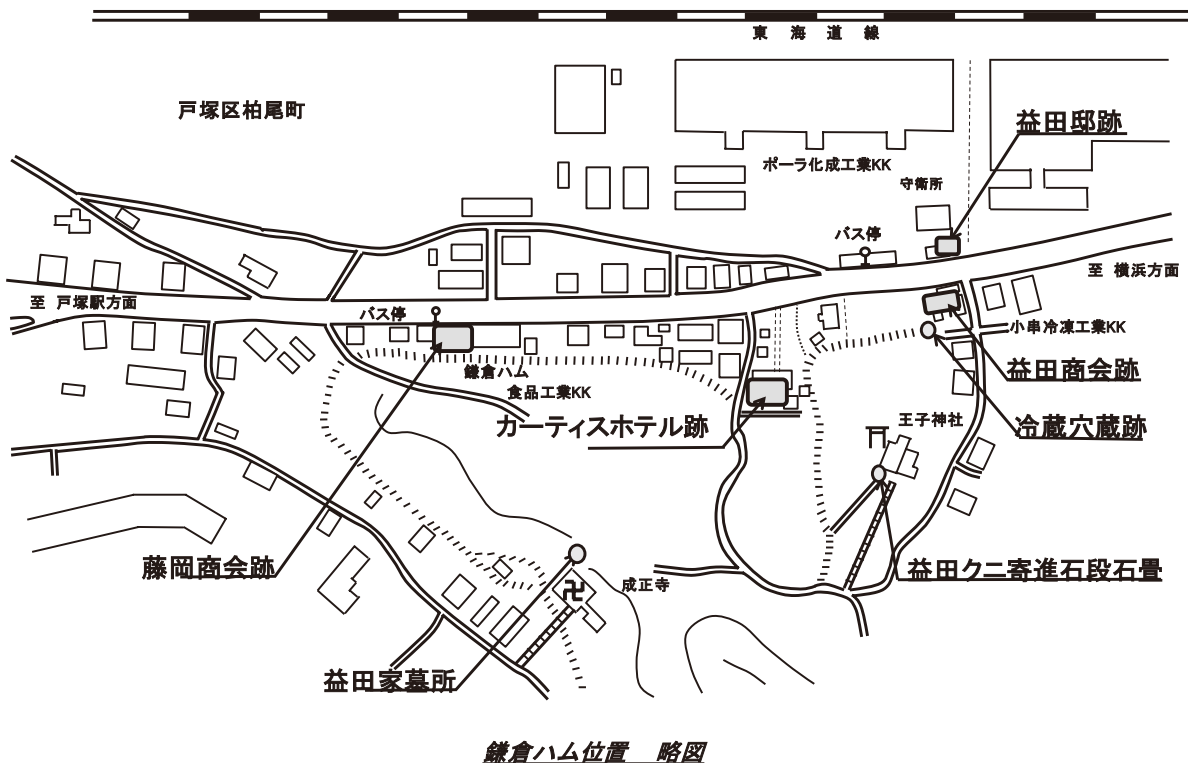 東 海 道 線
戸塚区柏尾町
益田邸跡
ポーラ化成工業KK
守衛所
バス停
至 横浜方面
至 戸塚駅方面
バス停
小串冷凍工業KK
鎌倉ハム
食品工業KK
益田商会跡
カーティスホテル跡
王子神社
冷蔵穴蔵跡
藤岡商会跡
成正寺
益田クニ寄進石段石畳
益田家墓所
鎌倉ハム位置 略図